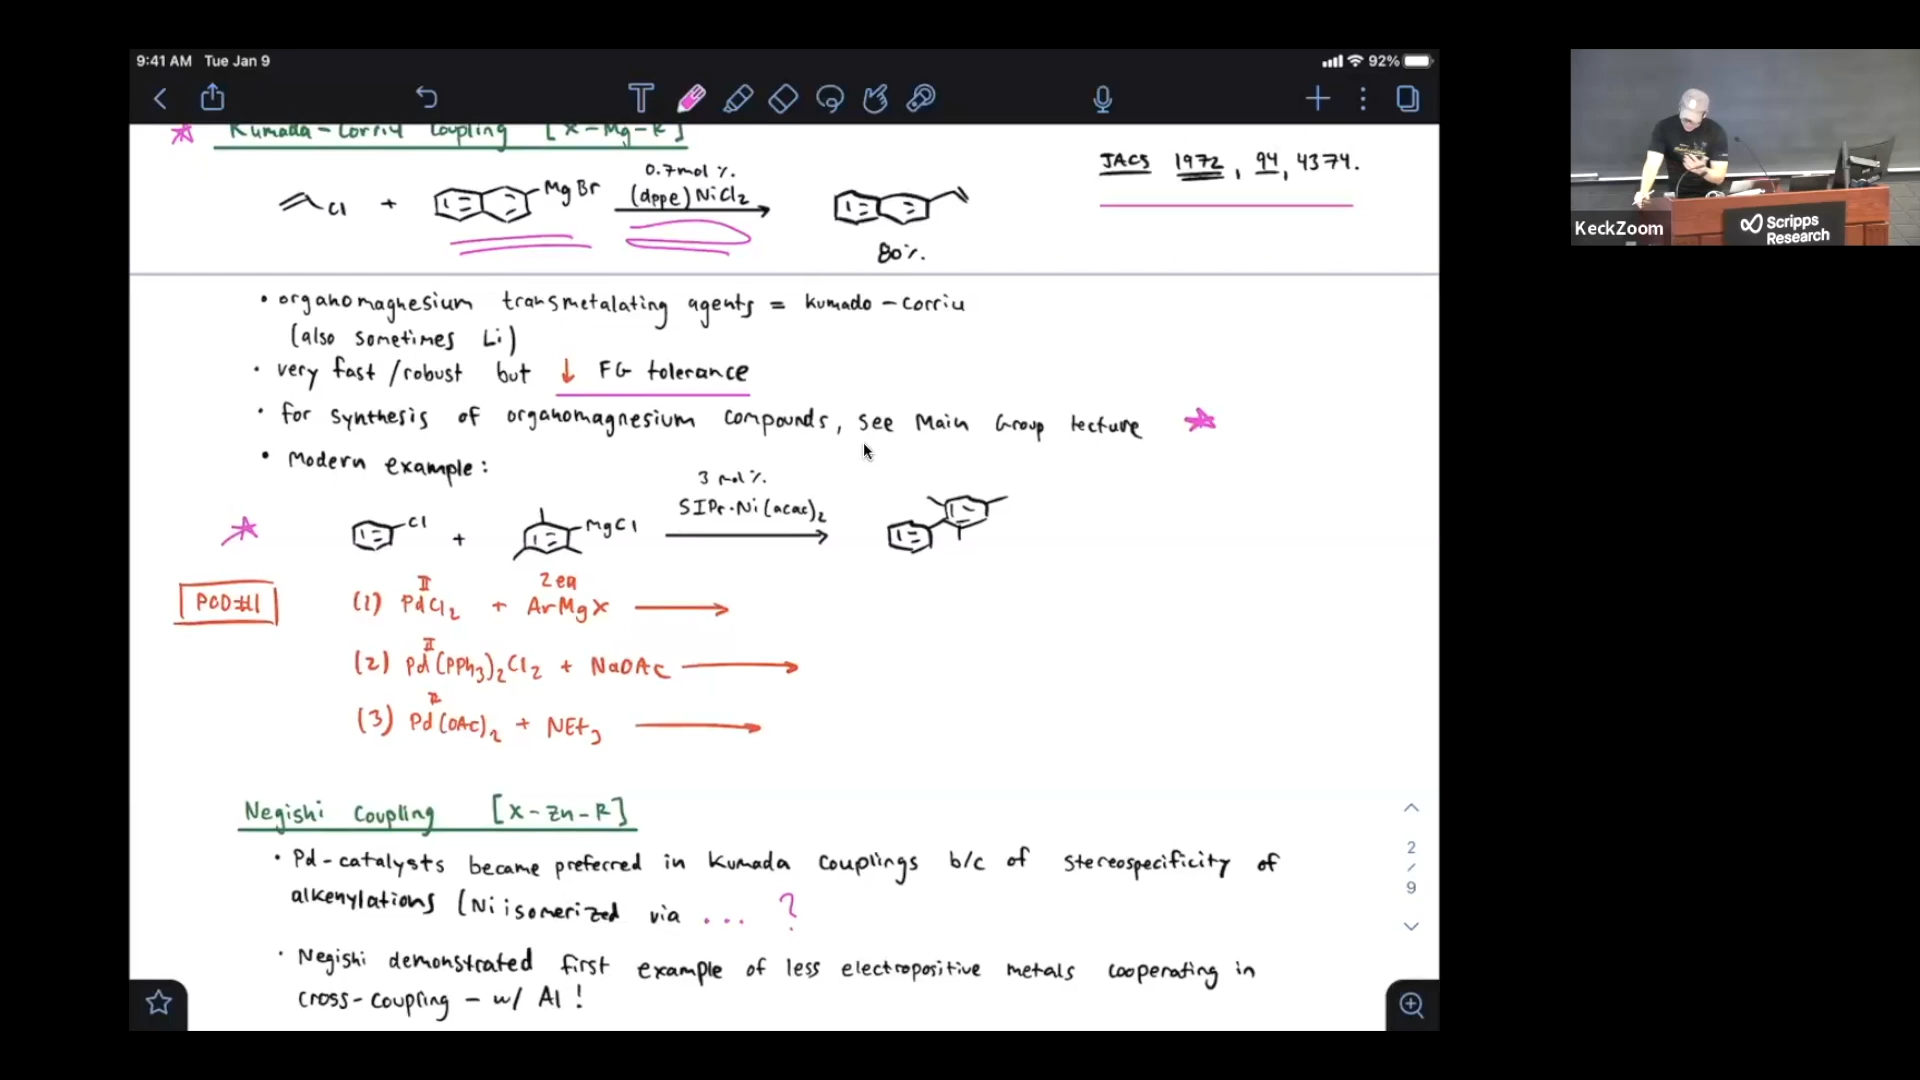 9:41 AM Tue Jan 9
92%
Kumada-Corriu Coupling [X-Mg-R]
JACS 1972, 94, 4374.
Cl + MgBr
0.7 mol %.
(dppe) NiCl2
80%.
• organomagnesium transmetalating agents = kumado-corriu
(also sometimes Li)
• very fast/robust but ↓ FG tolerance
• for synthesis of organomagnesium compounds, see Main Group lecture
• Modern example:
Cl + MgCl
3 mol %.
SIPr·Ni(acac)2
POD#1
(1) PdCl2 + ArMgX
II
2 eq
(2) Pd(PPh3)2Cl2 + NaOAc
II
(3) Pd(OAc)2 + NEt3
II
Negishi Coupling [X-Zn-R]
• Pd-catalysts became preferred in Kumada Couplings b/c of stereospecificity of
alkenylations (Ni isomerized via ... ?
• Negishi demonstrated first example of less electropositive metals cooperating in
cross-coupling - w/ Al!
2
/
9
KeckZoom
Scripps
Research